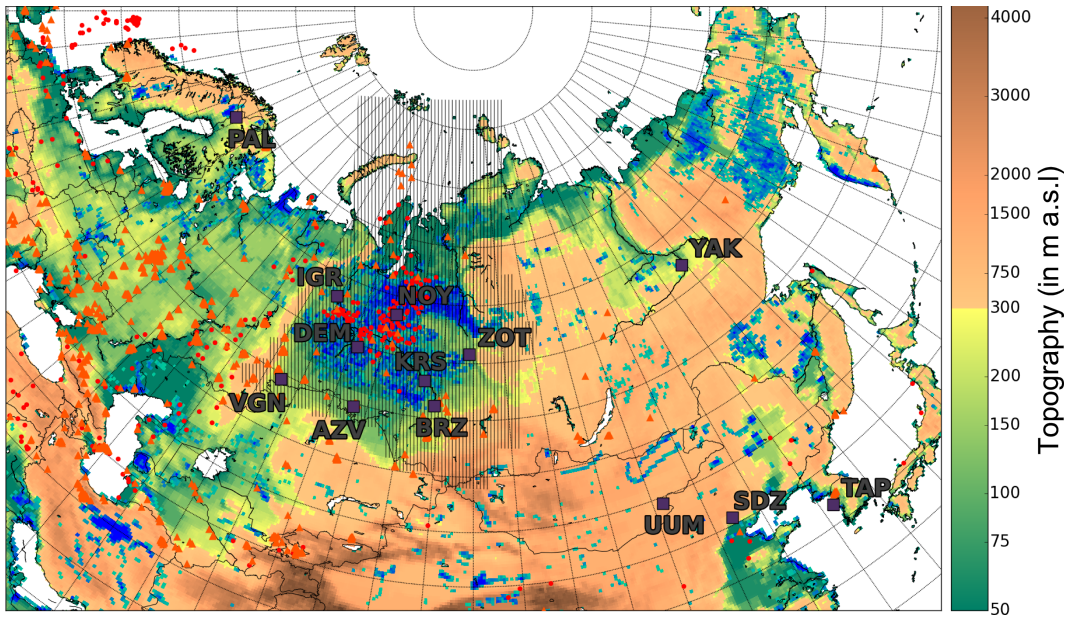 PAL
YAK
IGR
NOY
DEM
ZOT
KRS
VGN
AZV
BRZ
TAP
SDZ
UUM
4000
3000
2000
1500
750
300
200
150
100
75
50
Topography (in m a.s.l)